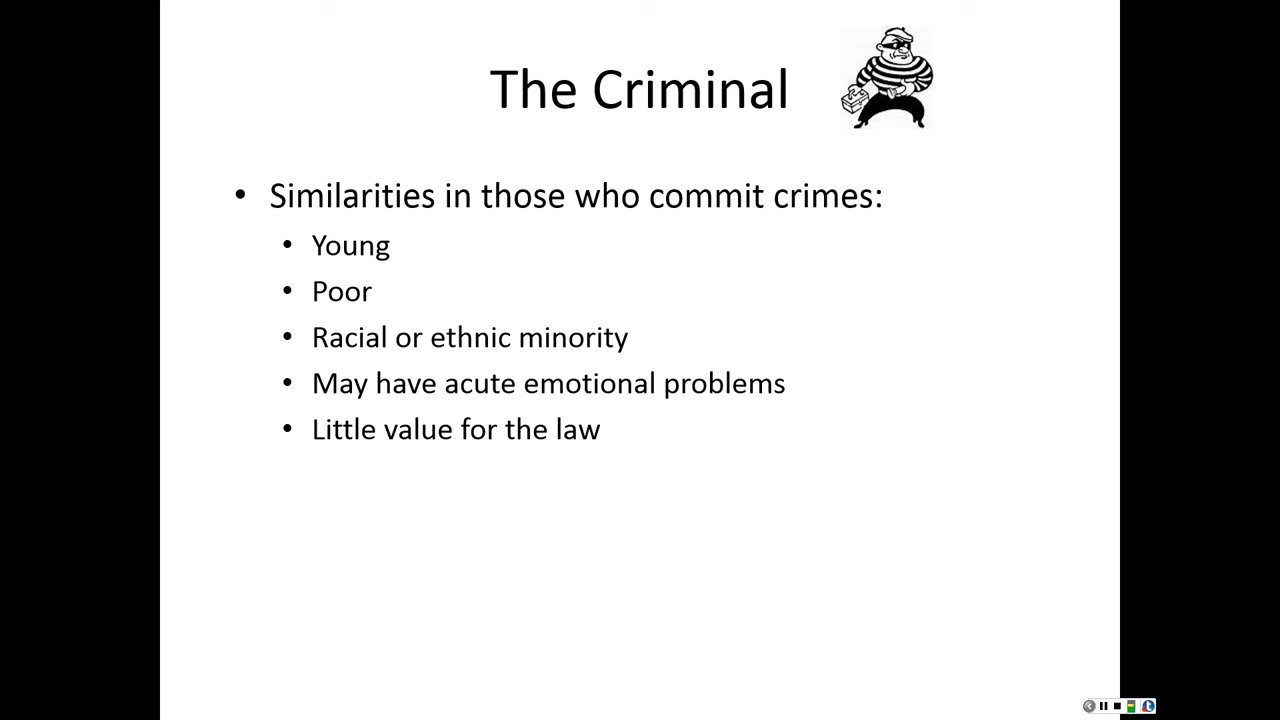 The Criminal
• Similarities in those who commit crimes:
• Young
• Poor
• Racial or ethnic minority
• May have acute emotional problems
• Little value for the law